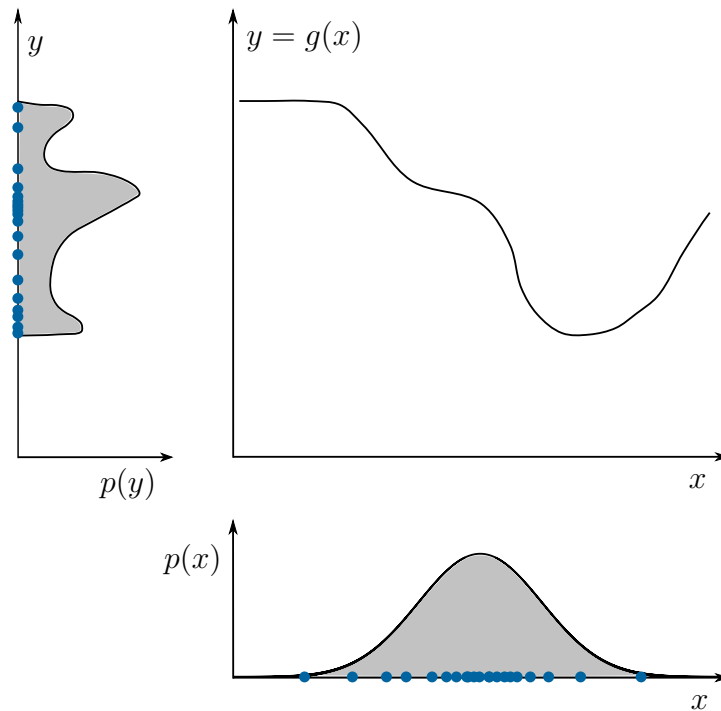 y
y = g(x)
p(y)
x
p(x)
x